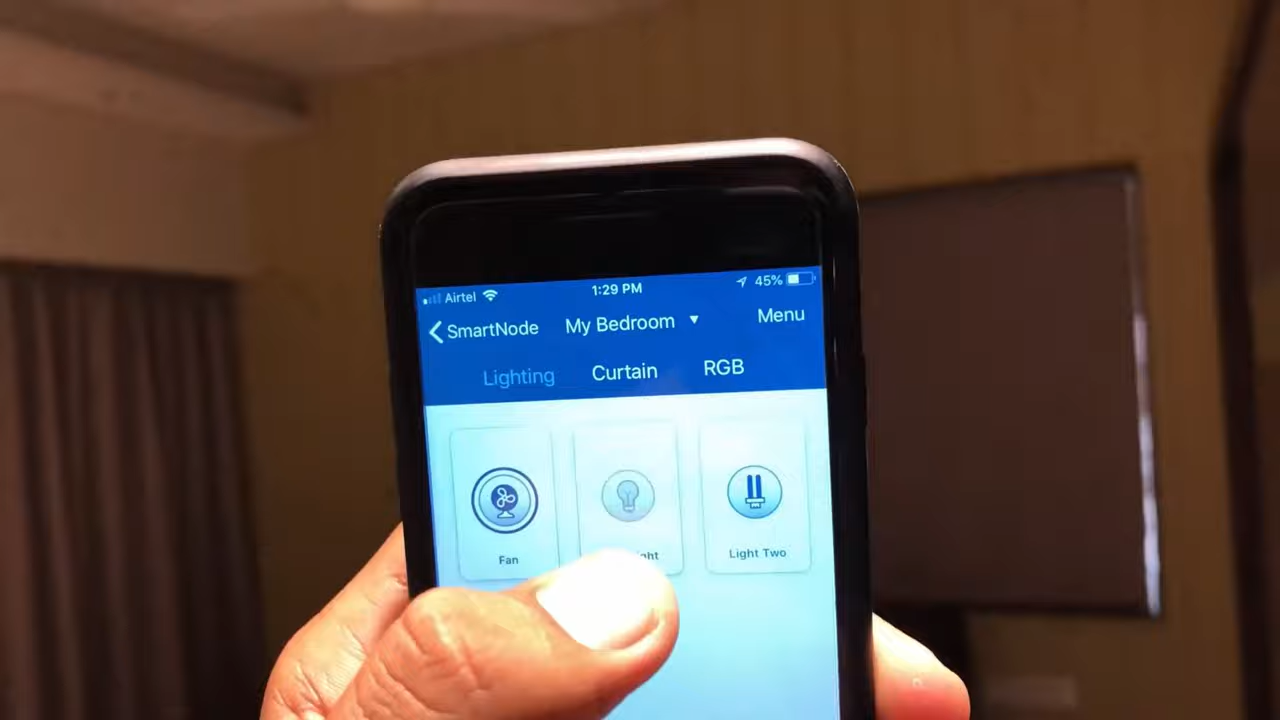 Airtel 1:29 PM 45%
SmartNode My Bedroom ▼ Menu
Lighting Curtain RGB
Fan Light Two